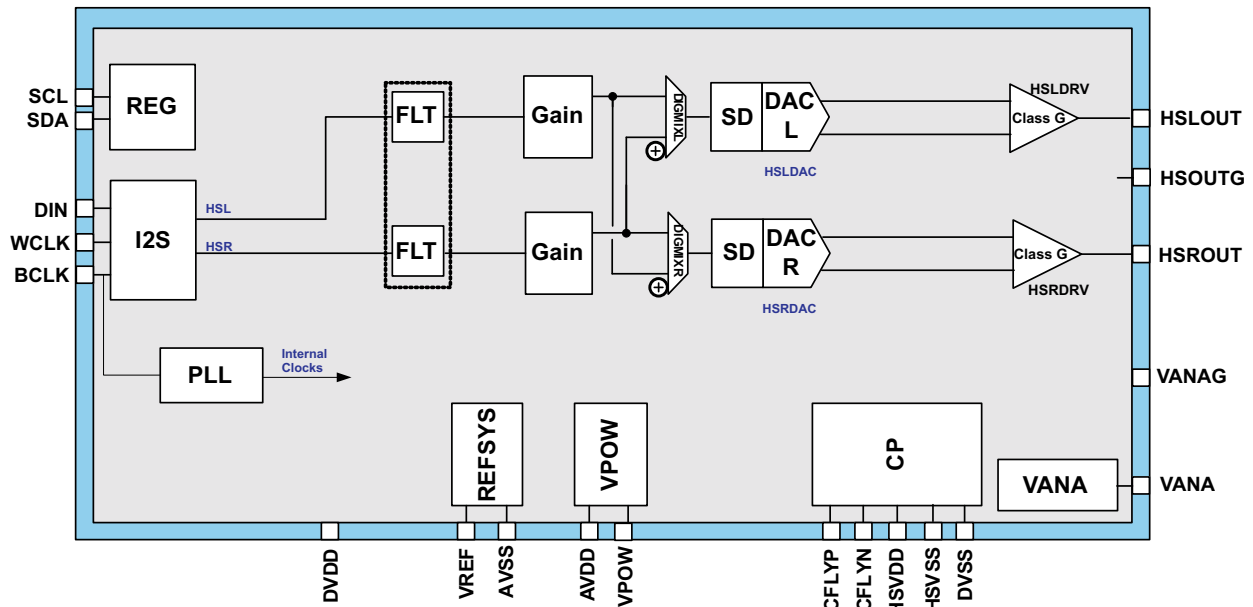 SCL
SDA
REG
FLT
Gain
DIGMIXL
SD
DAC
L
HSLDAC
HSLDRV
Class G
HSLOUT
HSOUTG
DIN
WCLK
BCLK
I2S
HSL
HSR
FLT
Gain
DIGMIXR
SD
DAC
R
HSRDAC
Class G
HSRDRV
HSROUT
PLL
Internal
Clocks
VANAG
REFSYS
VPOW
CP
VANA
VANA
DVDD
VREF
AVSS
AVDD
VPOW
CFLYP
CFLYN
HSVDD
HSVSS
DVSS